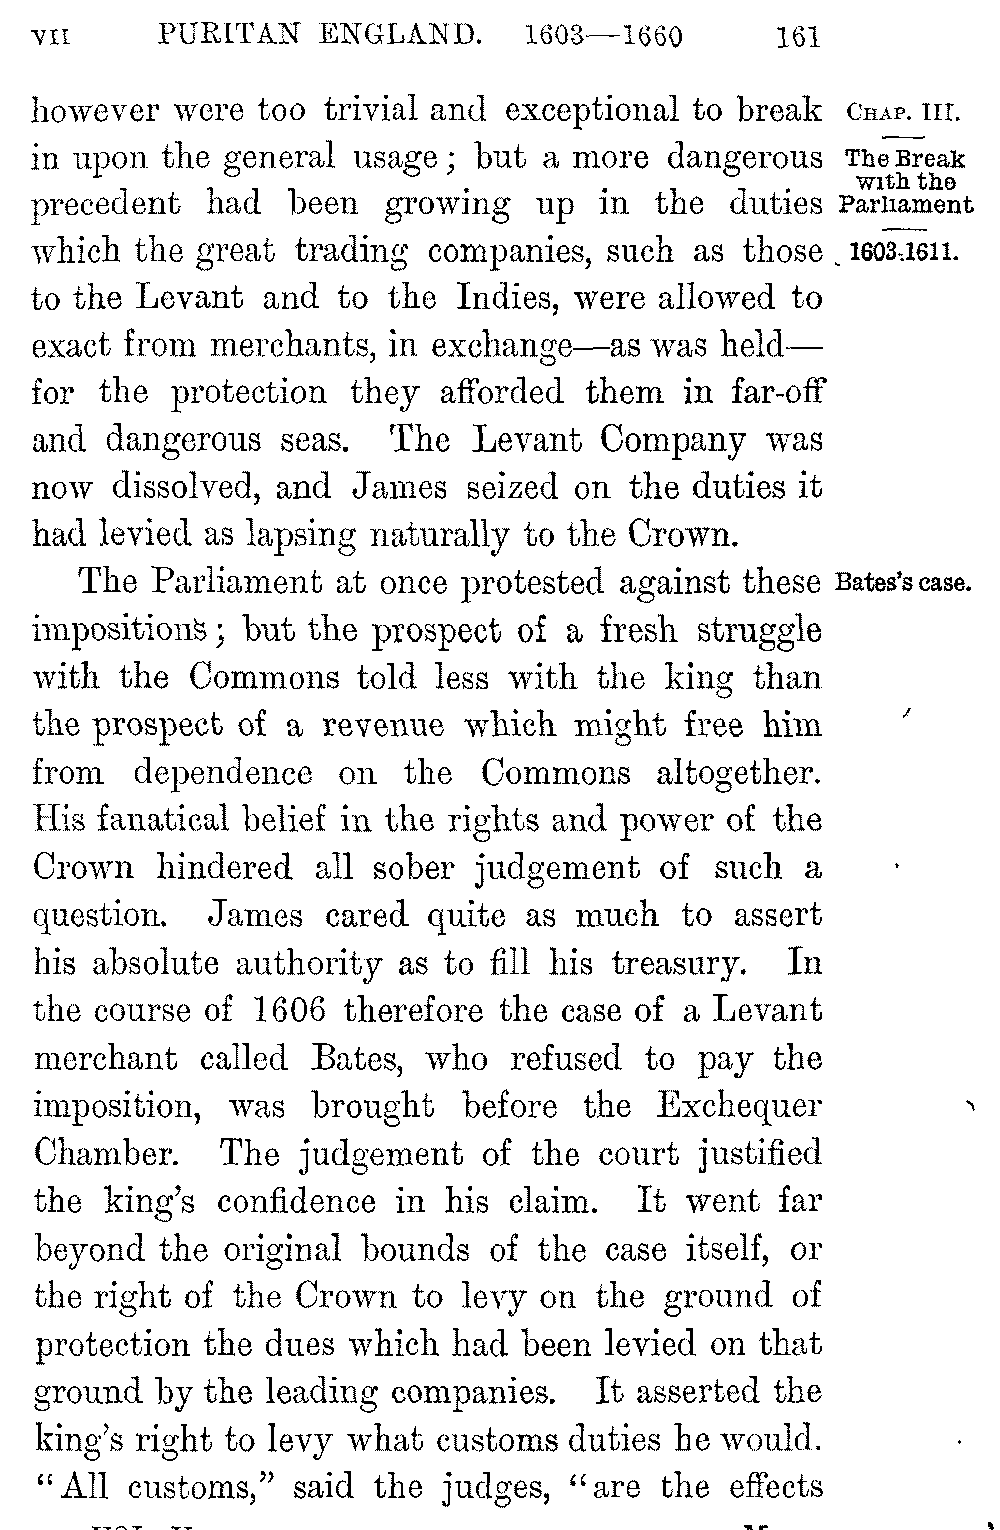 VII PURITAN ENGLAND. 1603—1660 161
however were too trivial and exceptional to break
in upon the general usage; but a more dangerous
precedent had been growing up in the duties
which the great trading companies, such as those
to the Levant and to the Indies, were allowed to
exact from merchants, in exchange—as was held—
for the protection they afforded them in far-off
and dangerous seas. The Levant Company was
now dissolved, and James seized on the duties it
had levied as lapsing naturally to the Crown.
CHAP. III.
The Break
with the
Parliament
1603-1611.
The Parliament at once protested against these
impositions; but the prospect of a fresh struggle
with the Commons told less with the king than
the prospect of a revenue which might free him
from dependence on the Commons altogether.
His fanatical belief in the rights and power of the
Crown hindered all sober judgement of such a
question. James cared quite as much to assert
his absolute authority as to fill his treasury. In
the course of 1606 therefore the case of a Levant
merchant called Bates, who refused to pay the
imposition, was brought before the Exchequer
Chamber. The judgement of the court justified
the king's confidence in his claim. It went far
beyond the original bounds of the case itself, or
the right of the Crown to levy on the ground of
protection the dues which had been levied on that
ground by the leading companies. It asserted the
king's right to levy what customs duties he would.
"All customs," said the judges, "are the effects
Bates's case.